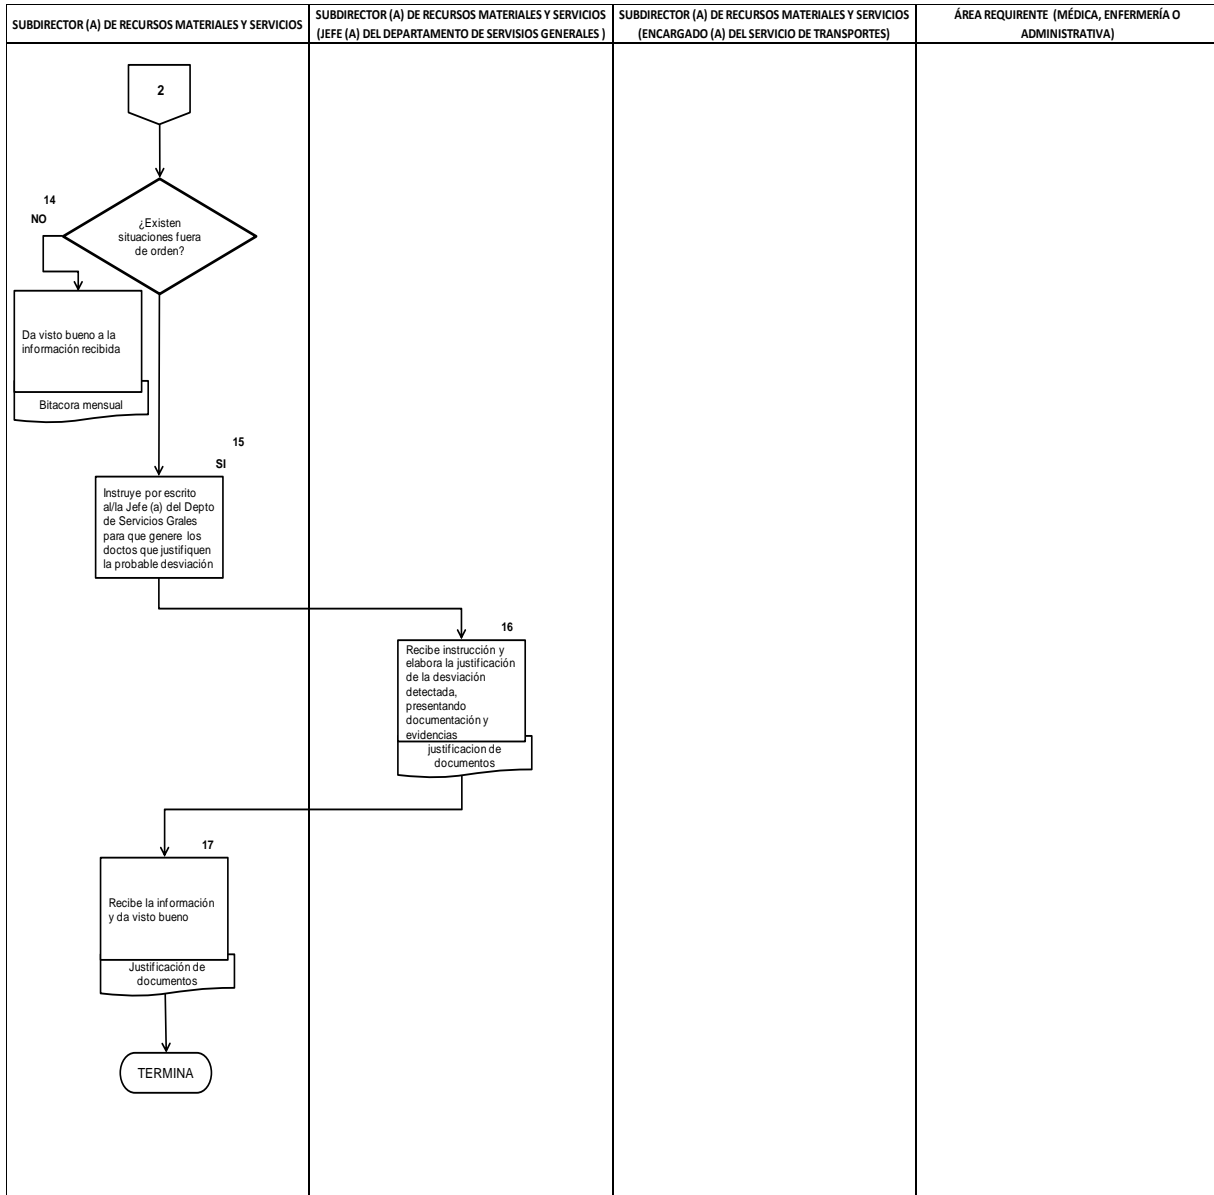 SUBDIRECTOR (A) DE RECURSOS MATERIALES Y SERVICIOS
SUBDIRECTOR (A) DE RECURSOS MATERIALES Y SERVICIOS
(JEFE (A) DEL DEPARTAMENTO DE SERVISIOS GENERALES )
SUBDIRECTOR (A) DE RECURSOS MATERIALES Y SERVICIOS
(ENCARGADO (A) DEL SERVICIO DE TRANSPORTES)
ÁREA REQUIRENTE (MÉDICA, ENFERMERÍA O
ADMINISTRATIVA)
2
14
NO
¿Existen
situaciones fuera
de orden?
Da visto bueno a la
información recibida
Bitacora mensual
15
SI
Instruye por escrito
al/la Jefe (a) del Depto
de Servicios Grales
para que genere los
doctos que justifiquen
la probable desviación
16
Recibe instrucción y
elabora la justificación
de la desviación
detectada,
presentando
documentación y
evidencias
justificacion de
documentos
17
Recibe la información
y da visto bueno
Justificación de
documentos
TERMINA